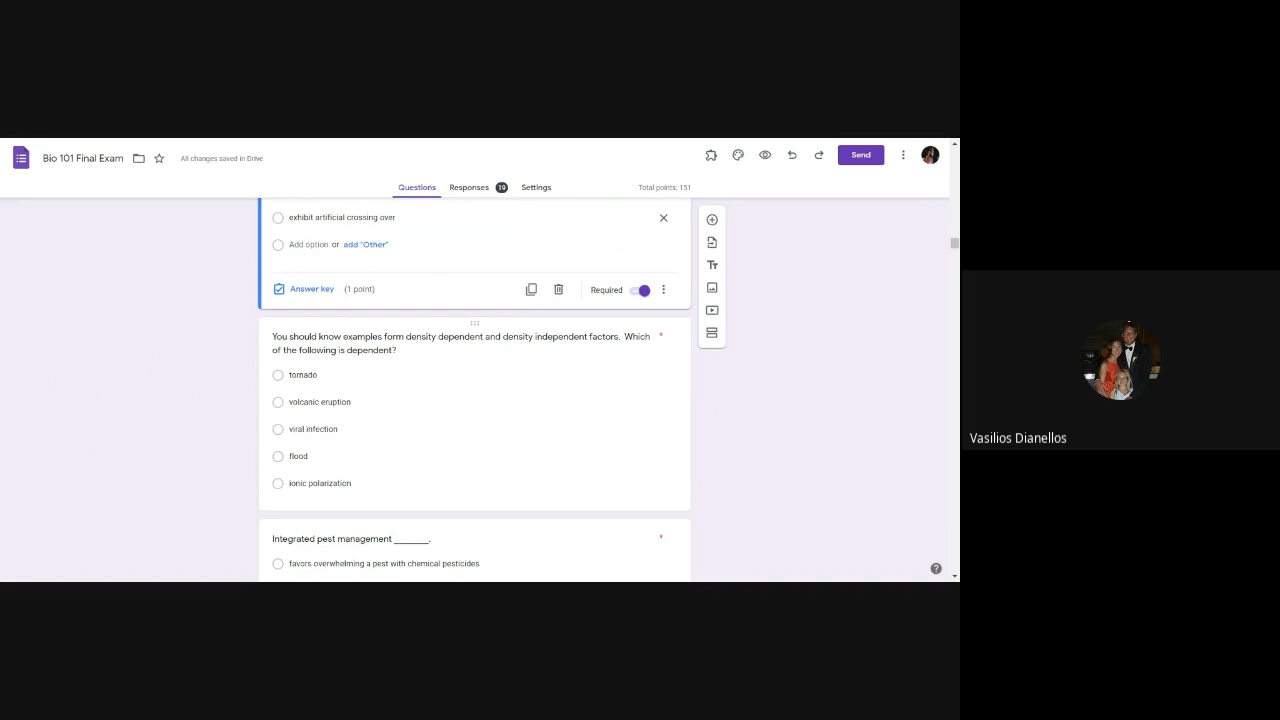 Bio 101 Final Exam
All changes saved in Drive
Send
Questions
Responses 19
Settings
Total points: 151
exhibit artificial crossing over
Add option or add "Other"
Answer key (1 point)
Required
You should know examples form density dependent and density independent factors. Which *
of the following is dependent?
tornado
volcanic eruption
viral infection
flood
ionic polarization
Integrated pest management _______. *
favors overwhelming a pest with chemical pesticides
Vasilios Dianellos